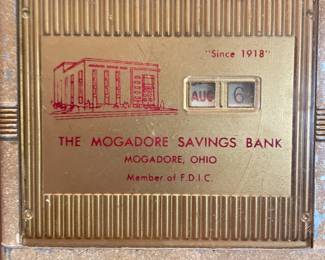 "Since 1918"
AUG 6
THE MOGADORE SAVINGS BANK
MOGADORE, OHIO
Member of F.D.I.C.